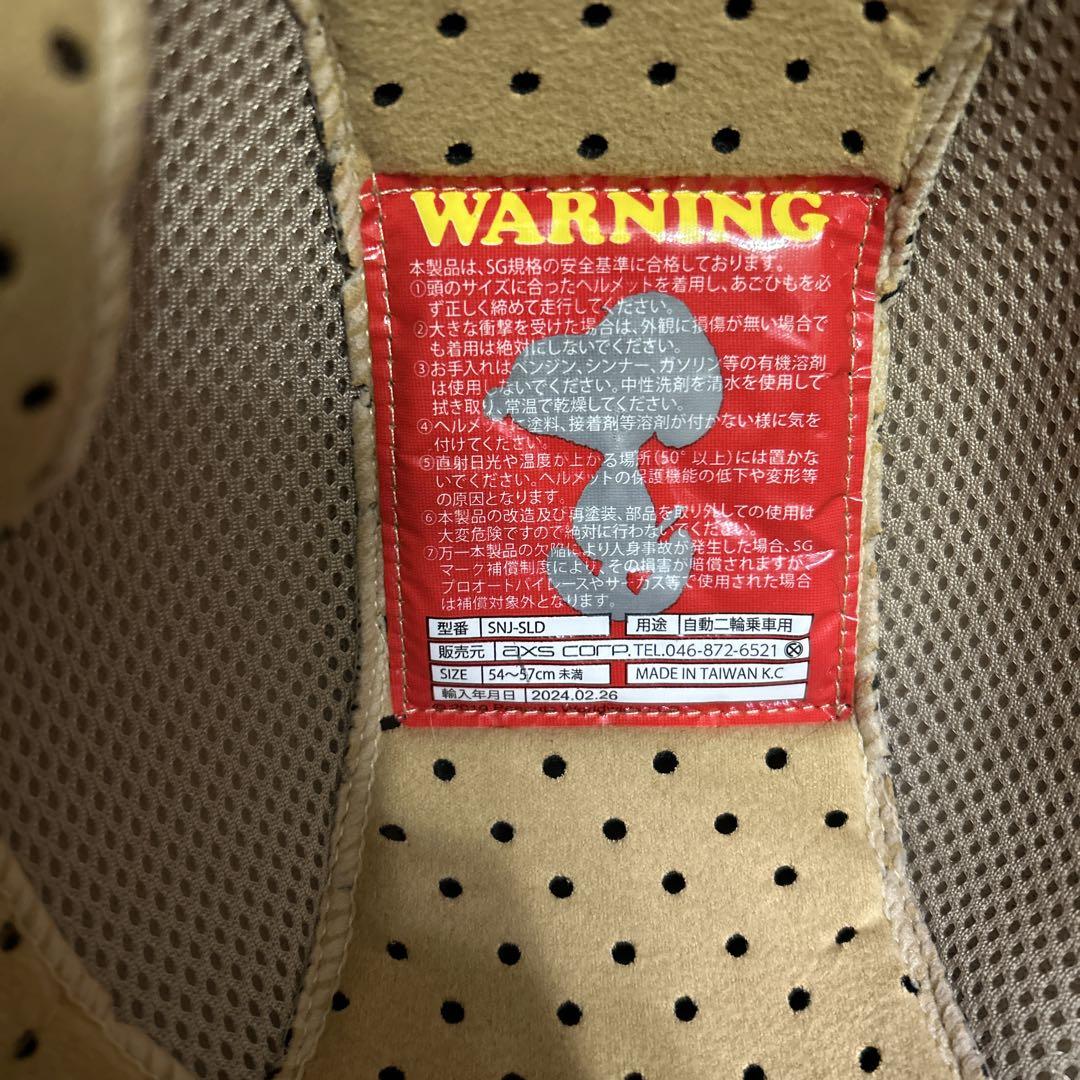 WARNING
本製品は、SG規格の安全基準に合格しております。
①頭のサイズに合ったヘルメットを着用し、あごひもを必
ず正しく締めて走行してください。
②大きな衝撃を受けた場合は、外観に損傷が無い場合で
も着用は絶対にしないでください。
③お手入れはベンジン、シンナー、ガソリン等の有機溶剤
は使用しないでください。中性洗剤を清水を使用して
拭き取り、常温で乾燥してください。
④ヘルメットに塗料、接着剤等溶剤が付かない様に気を
付けてください。
⑤直射日光や温度が上がる場所(50°以上)には置かな
いでください。ヘルメットの保護機能の低下や変形等
の原因となります。
⑥本製品の改造及び再塗装、部品を取り外しての使用は
大変危険ですので絶対に行わないでください。
⑦万一本製品の欠陥により人身事故が発生した場合、SG
マーク補償制度により、その損害が賠償されますが、
プロオートバイレースやサーカス等で使用された場合
は補償対象外となります。
型番 SNJ-SLD 用途 自動二輪乗車用
販売元 axs corp. TEL.046-872-6521
SIZE 54〜57cm 未満 MADE IN TAIWAN K.C
輸入年月日 2024.02.26